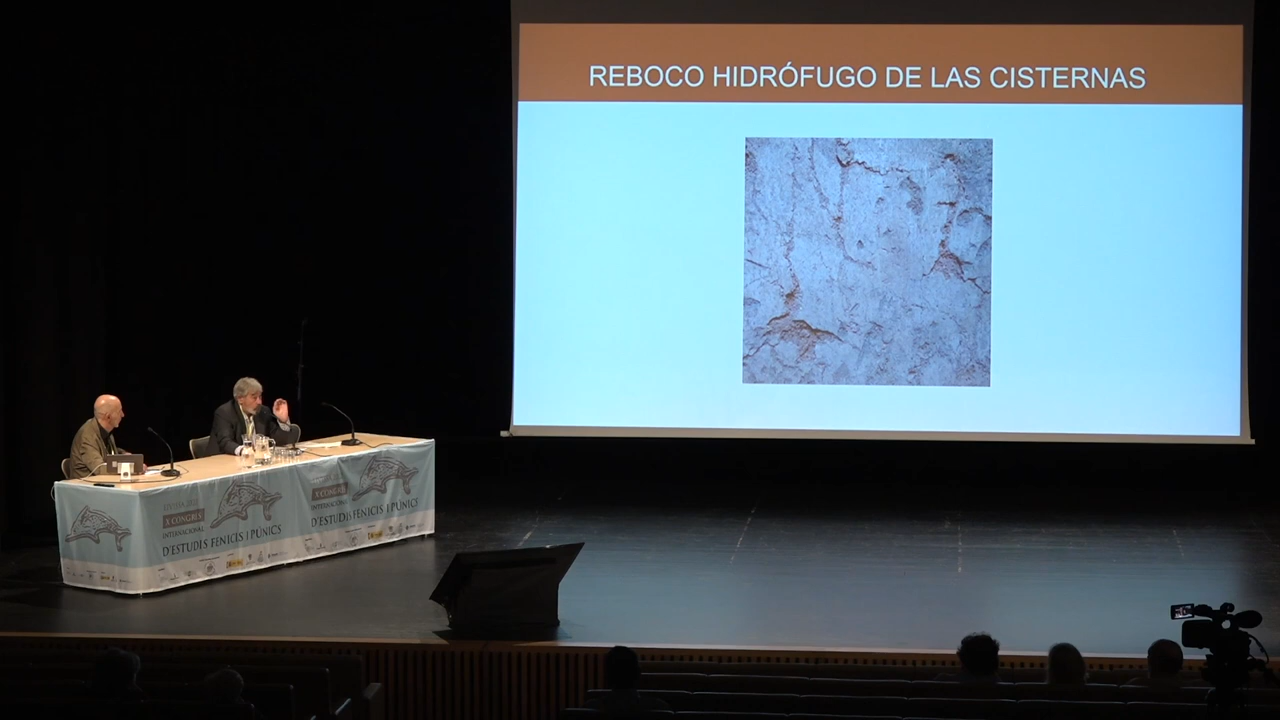 REBOCO HIDRÓFUGO DE LAS CISTERNAS
X CONGRÉS
INTERNACIONAL
D'ESTUDIS FENICIS I PÚNICS
X CONGRÉS
INTERNACIONAL
D'ESTUDIS FENICIS I PÚNICS